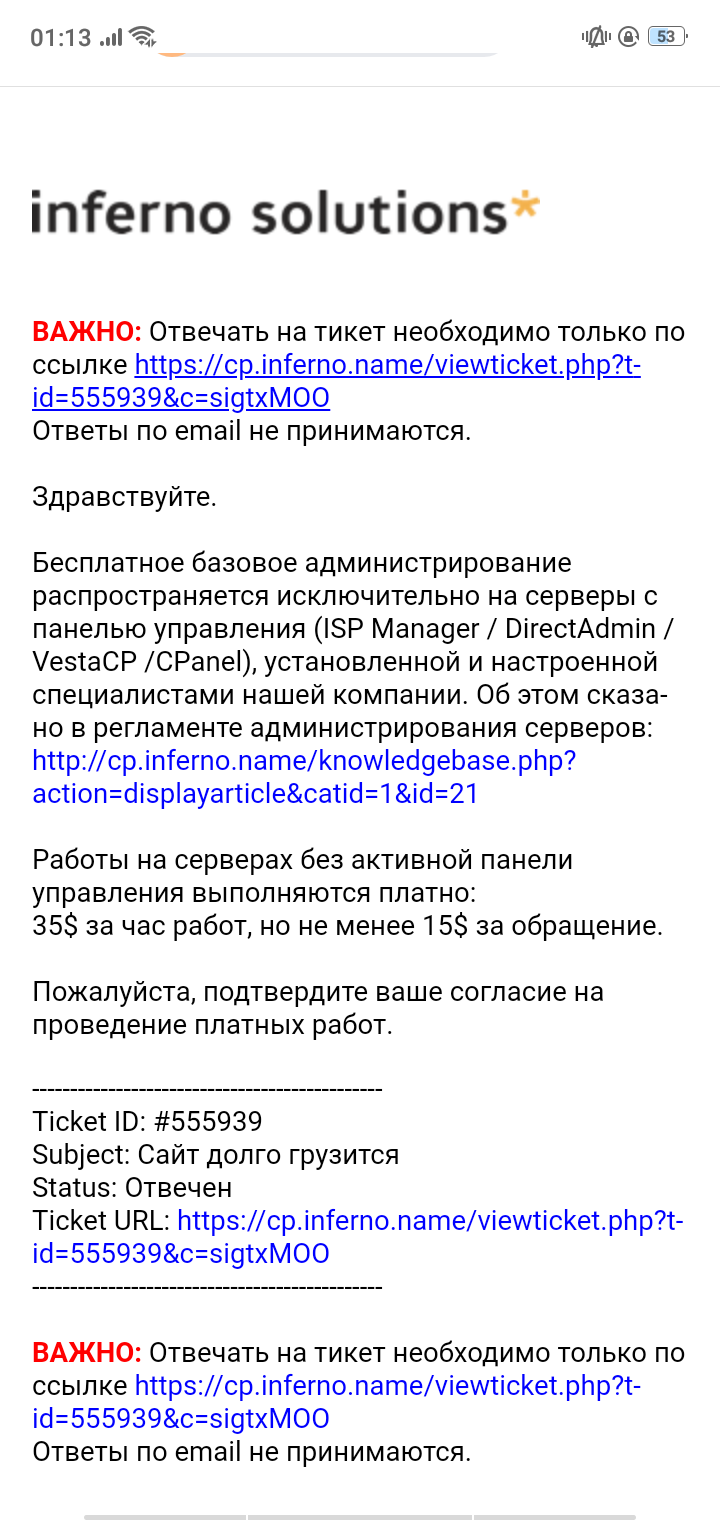 01:13
53
inferno solutions*
ВАЖНО: Отвечать на тикет необходимо только по
ссылке https://cp.inferno.name/viewticket.php?t-
id=555939&c=sigtxMOO
Ответы по email не принимаются.
Здравствуйте.
Бесплатное базовое администрирование
распространяется исключительно на серверы с
панелью управления (ISP Manager / DirectAdmin /
VestaCP /CPanel), установленной и настроенной
специалистами нашей компании. Об этом сказа-
но в регламенте администрирования серверов:
http://cp.inferno.name/knowledgebase.php?
action=displayarticle&catid=1&id=21
Работы на серверах без активной панели
управления выполняются платно:
35$ за час работ, но не менее 15$ за обращение.
Пожалуйста, подтвердите ваше согласие на
проведение платных работ.
----------------------------------------------
Ticket ID: #555939
Subject: Сайт долго грузится
Status: Отвечен
Ticket URL: https://cp.inferno.name/viewticket.php?t-
id=555939&c=sigtxMOO
----------------------------------------------
ВАЖНО: Отвечать на тикет необходимо только по
ссылке https://cp.inferno.name/viewticket.php?t-
id=555939&c=sigtxMOO
Ответы по email не принимаются.